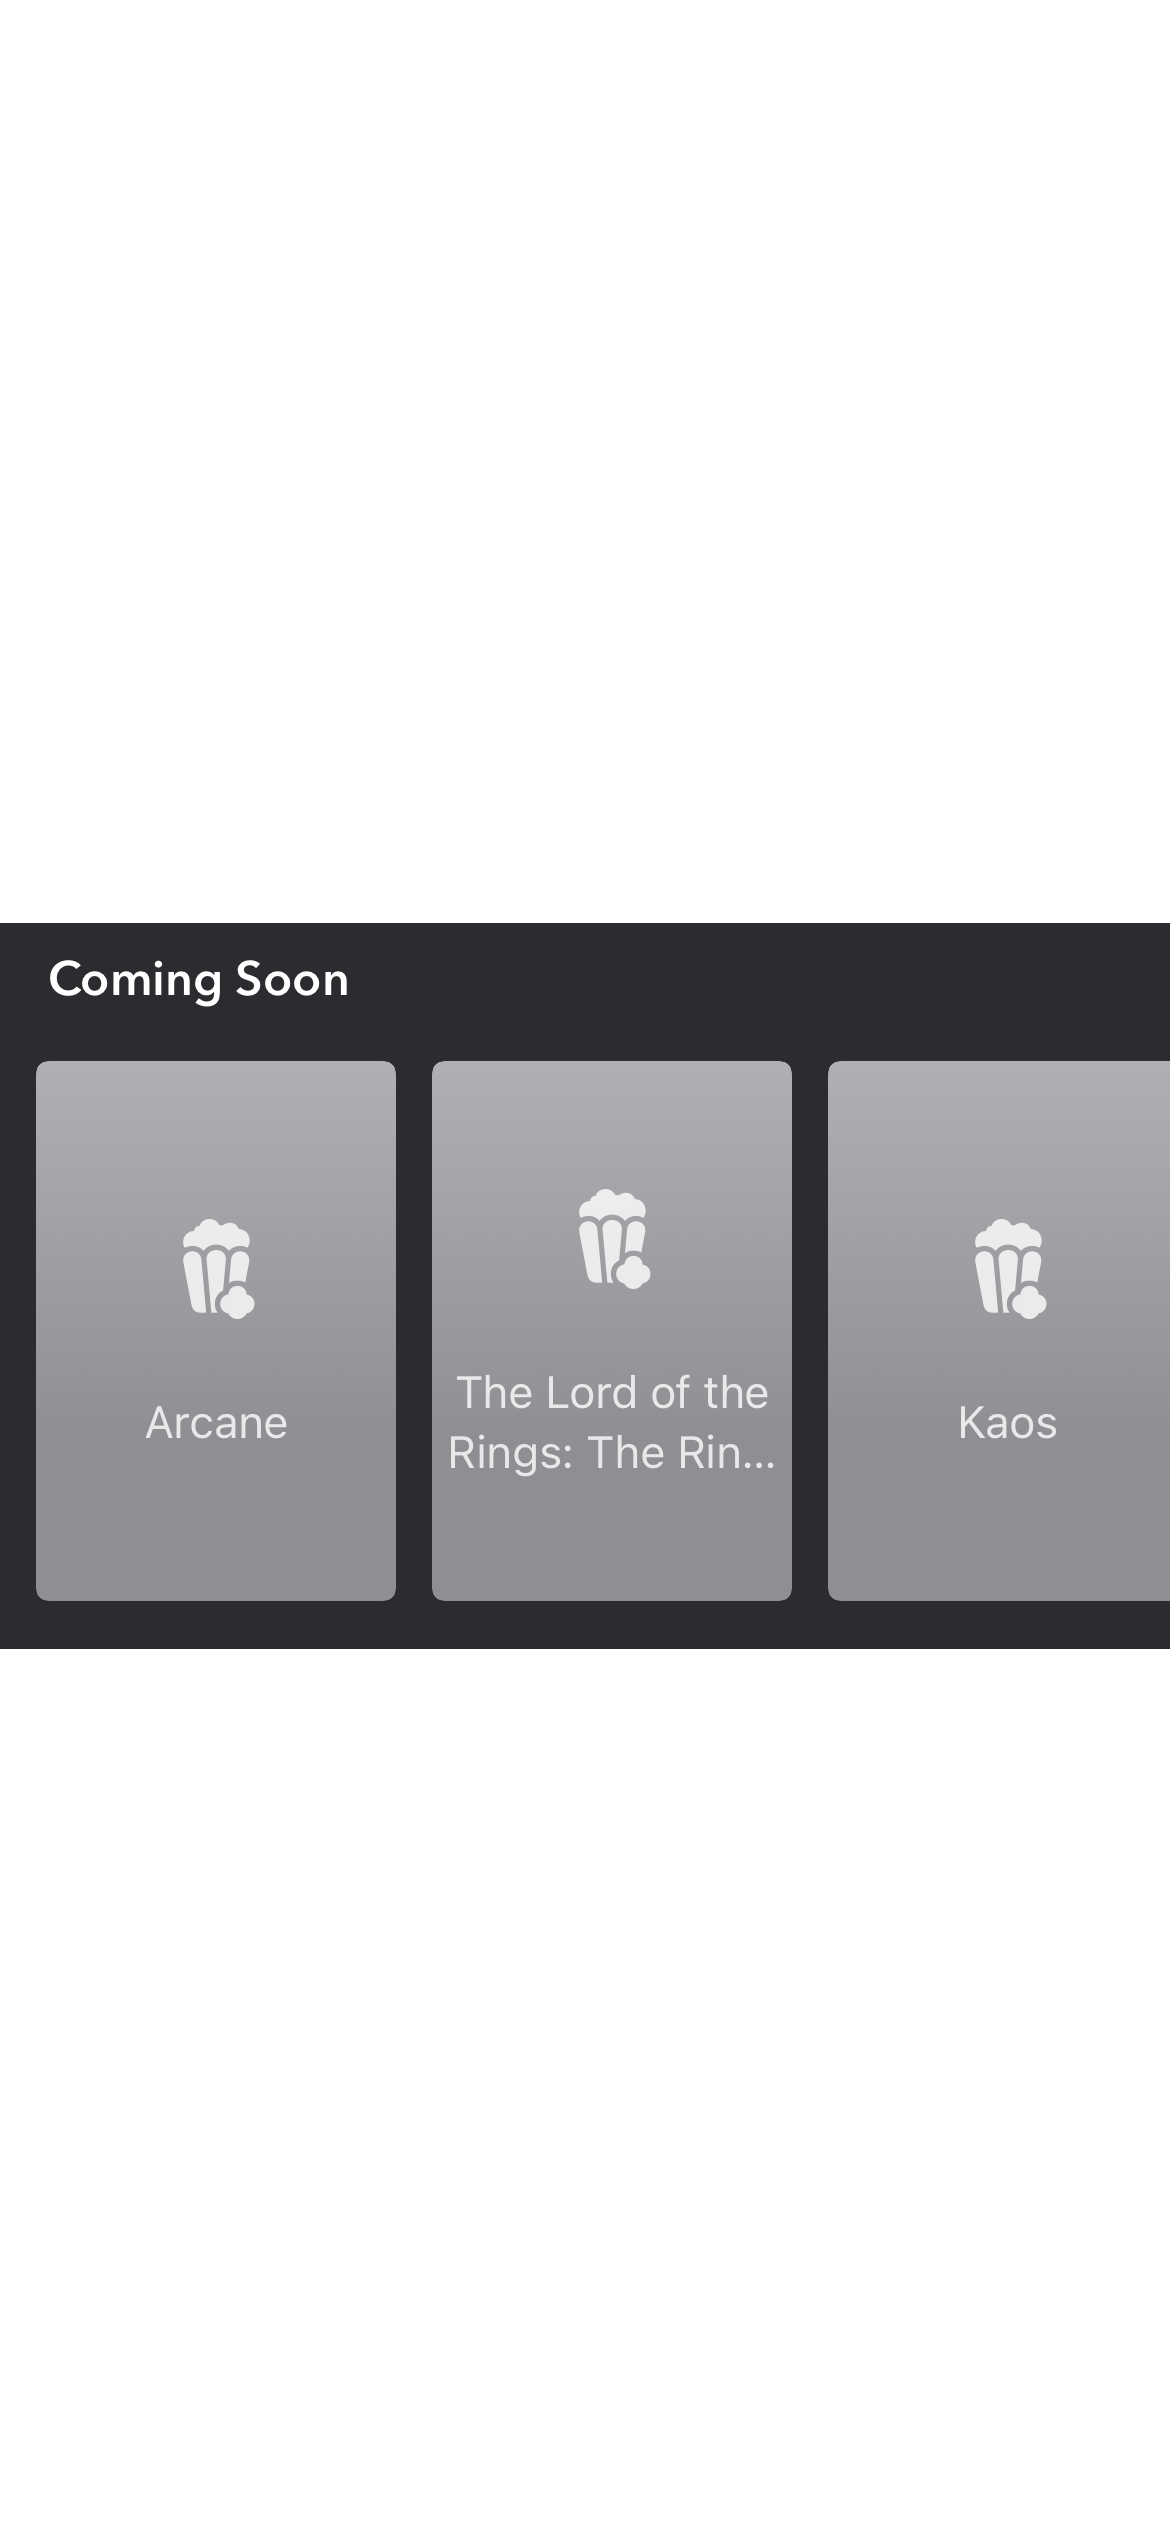 Coming Soon
Arcane
The Lord of the
Rings: The Rin...
Kaos